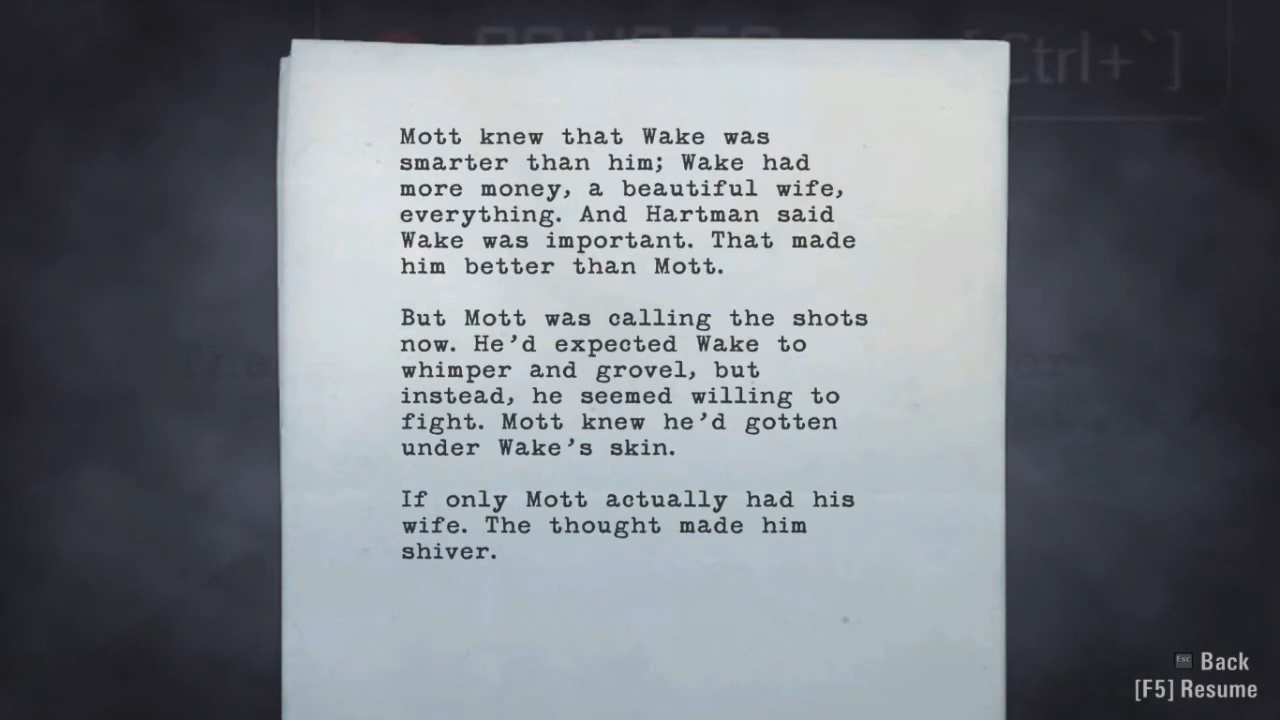 Ctrl+`]
Mott knew that Wake was
smarter than him; Wake had
more money, a beautiful wife,
everything. And Hartman said
Wake was important. That made
him better than Mott.
But Mott was calling the shots
now. He’d expected Wake to
whimper and grovel, but
instead, he seemed willing to
fight. Mott knew he’d gotten
under Wake’s skin.
If only Mott actually had his
wife. The thought made him
shiver.
Esc Back
[F5] Resume